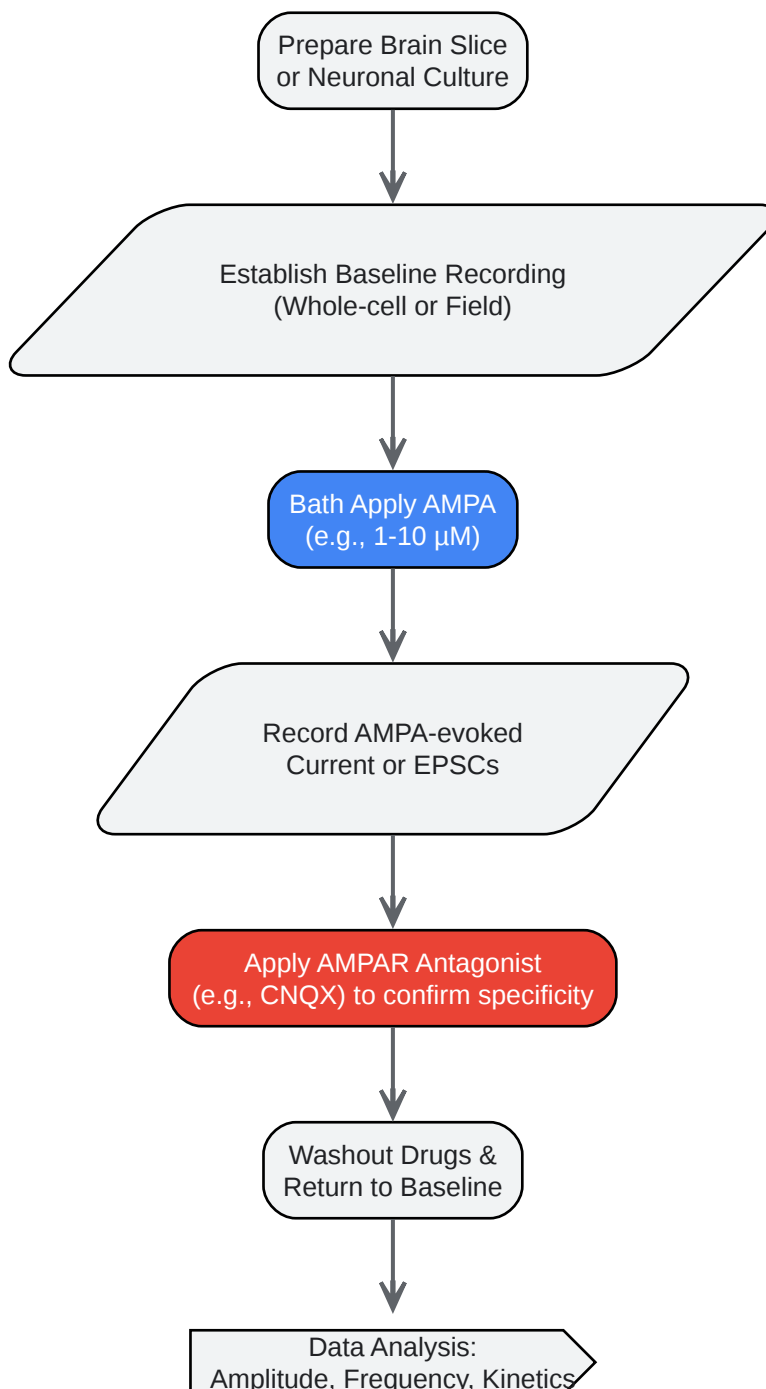 Prepare Brain Slice
or Neuronal Culture
Establish Baseline Recording
(Whole-cell or Field)
Bath Apply AMPA
(e.g., 1-10 µM)
Record AMPA-evoked
Current or EPSCs
Apply AMPAR Antagonist
(e.g., CNQX) to confirm specificity
Washout Drugs &
Return to Baseline
Data Analysis:
Amplitude, Frequency, Kinetics